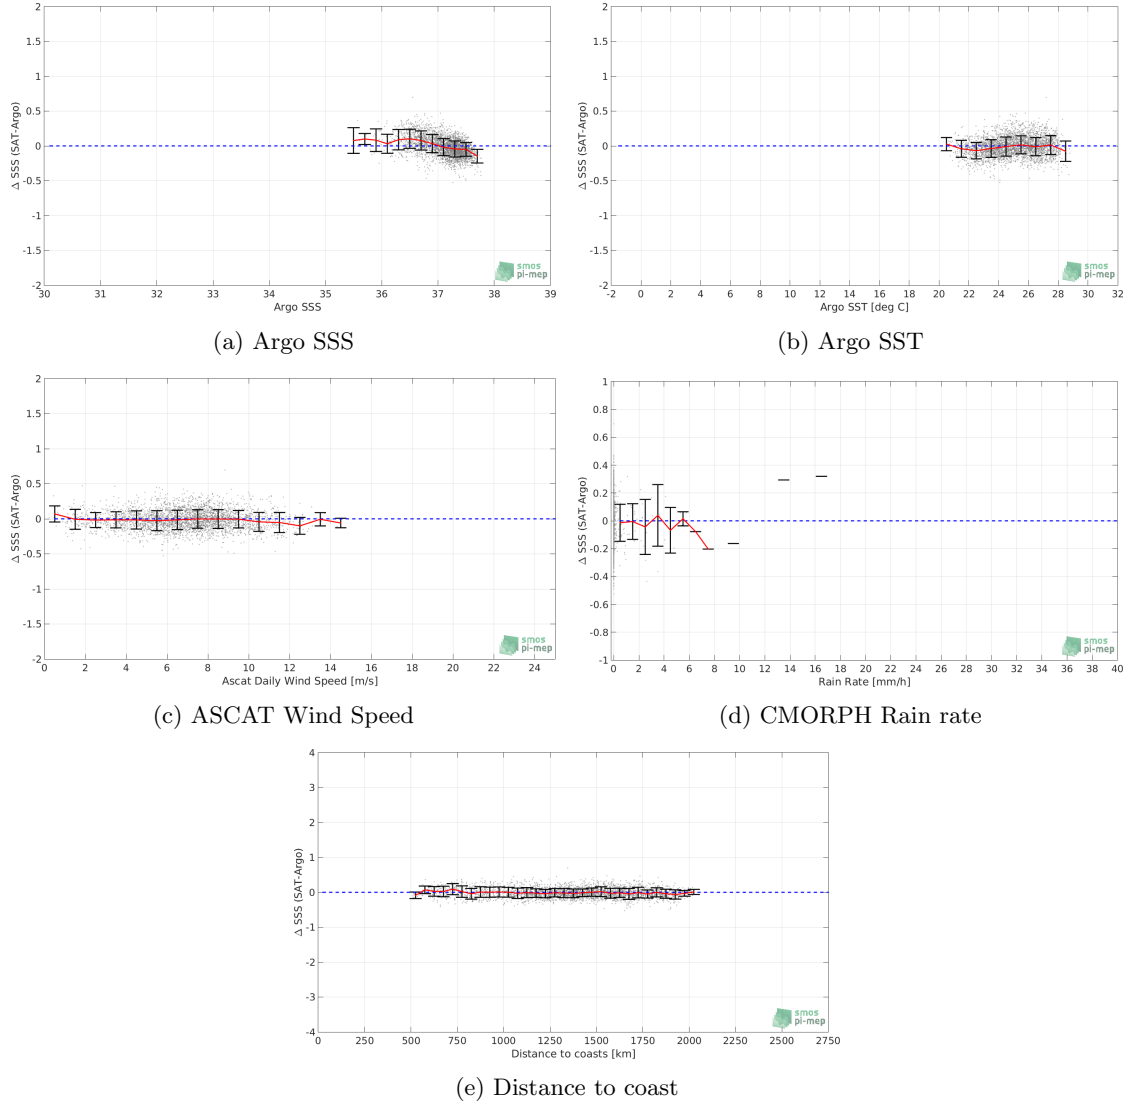 2
1.5
1
0.5
0
-0.5
-1
-1.5
-2
Δ SSS (SAT-Argo)
30 31 32 33 34 35 36 37 38 39
Argo SSS
smos
pi-mep
(a) Argo SSS
2
1.5
1
0.5
0
-0.5
-1
-1.5
-2
Δ SSS (SAT-Argo)
-2 0 2 4 6 8 10 12 14 16 18 20 22 24 26 28 30 32
Argo SST [deg C]
smos
pi-mep
(b) Argo SST
2
1.5
1
0.5
0
-0.5
-1
-1.5
-2
Δ SSS (SAT-Argo)
0 2 4 6 8 10 12 14 16 18 20 22 24
Ascat Daily Wind Speed [m/s]
smos
pi-mep
(c) ASCAT Wind Speed
1
0.8
0.6
0.4
0.2
0
-0.2
-0.4
-0.6
-0.8
-1
Δ SSS (SAT-Argo)
0 2 4 6 8 10 12 14 16 18 20 22 24 26 28 30 32 34 36 38 40
Rain Rate [mm/h]
smos
pi-mep
(d) CMORPH Rain rate
4
3
2
1
0
-1
-2
-3
-4
Δ SSS (SAT-Argo)
0 250 500 750 1000 1250 1500 1750 2000 2250 2500 2750
Distance to coasts [km]
smos
pi-mep
(e) Distance to coast